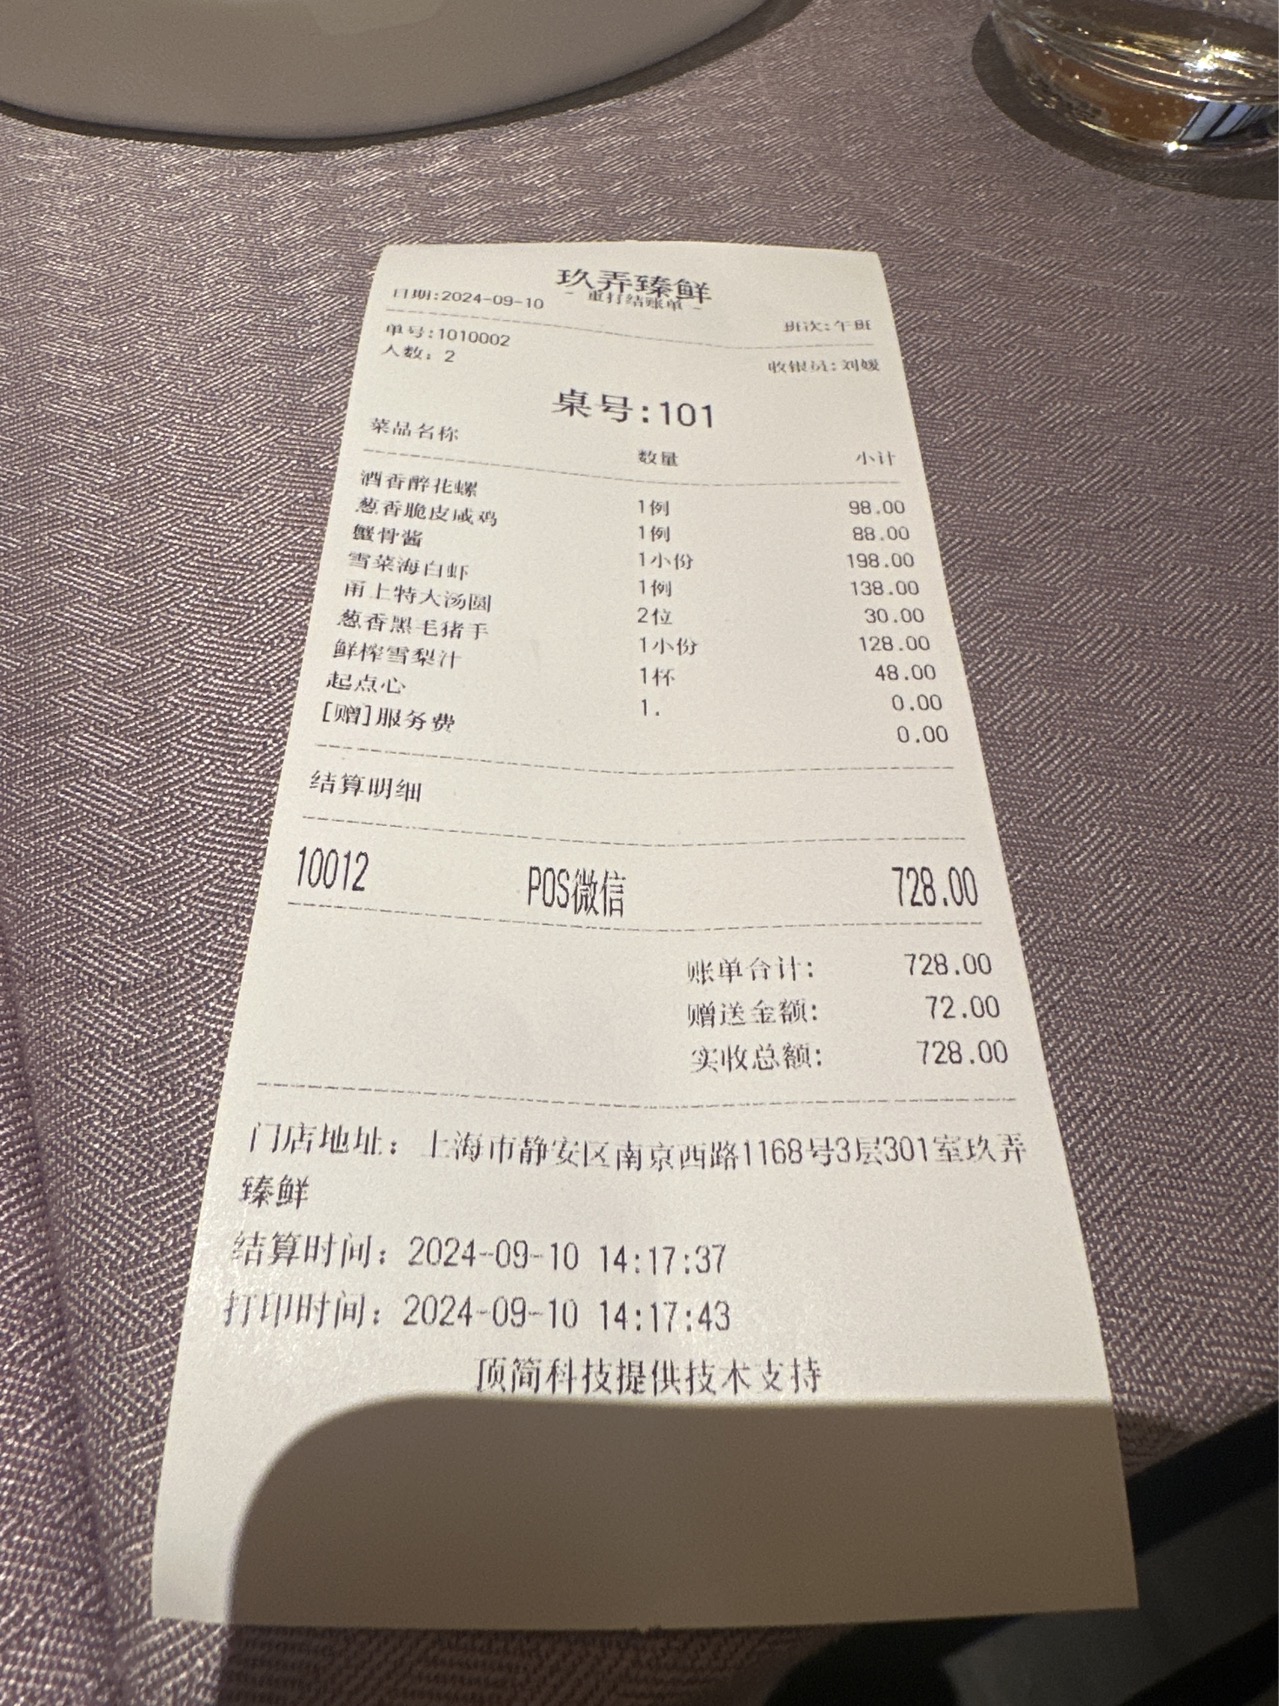 玖弄臻鲜
- 重打结账单 -
日期:2024-09-10
班次:午班
单号:1010002
人数: 2
收银员: 刘媛
桌号:101
菜品名称 数量 小计
酒香醉花螺 1例 98.00
葱香脆皮咸鸡 1例 88.00
蟹骨酱 1小份 198.00
雪菜海白虾 1例 138.00
甬上特大汤圆 2位 30.00
葱香黑毛猪手 1小份 128.00
鲜榨雪梨汁 1杯 48.00
起点心 1. 0.00
[赠]服务费 0.00
结算明细
10012 POS微信 728.00
账单合计: 728.00
赠送金额: 72.00
实收总额: 728.00
门店地址: 上海市静安区南京西路1168号3层301室玖弄
臻鲜
结算时间: 2024-09-10 14:17:37
打印时间: 2024-09-10 14:17:43
顶简科技提供技术支持